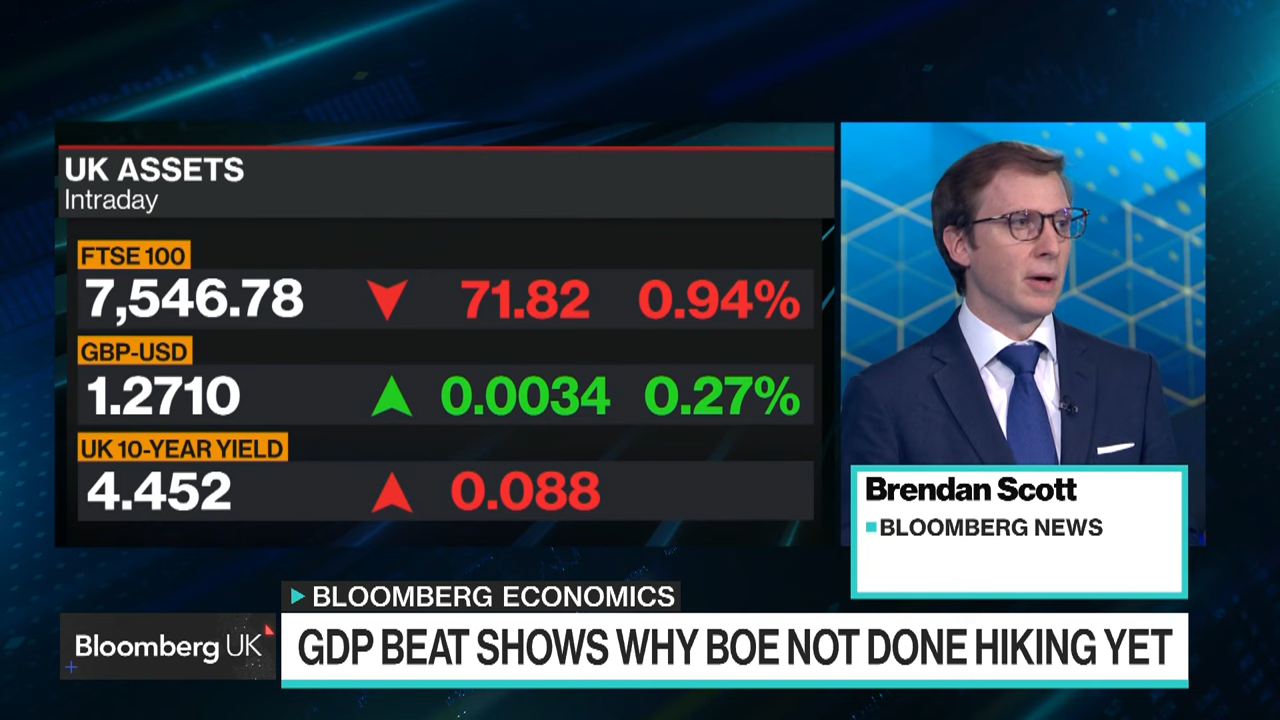 UK ASSETS
Intraday
FTSE 100
7,546.78 ▼ 71.82 0.94%
GBP-USD
1.2710 ▲ 0.0034 0.27%
UK 10-YEAR YIELD
4.452 ▲ 0.088
Brendan Scott
BLOOMBERG NEWS
BLOOMBERG ECONOMICS
Bloomberg UK
GDP BEAT SHOWS WHY BOE NOT DONE HIKING YET